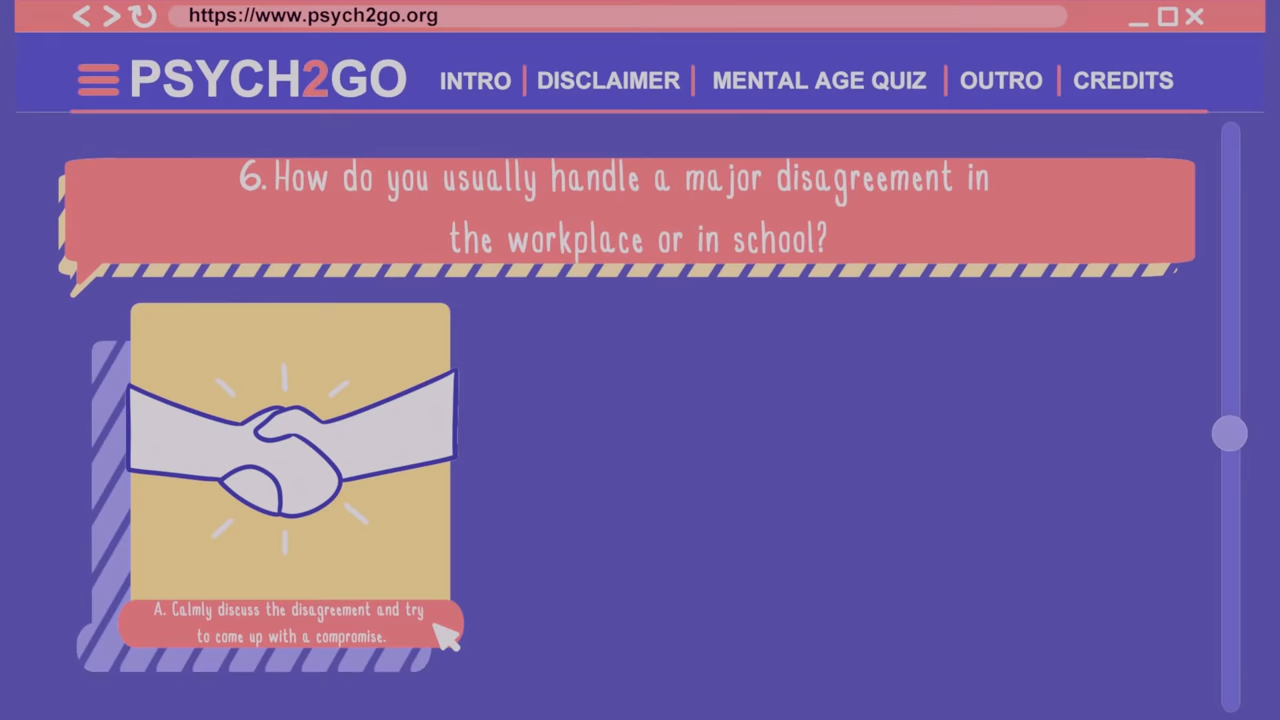 https://www.psych2go.org
PSYCH2GO
INTRO | DISCLAIMER | MENTAL AGE QUIZ | OUTRO | CREDITS
6. How do you usually handle a major disagreement in
the workplace or in school?
A. Calmly discuss the disagreement and try
to come up with a compromise.